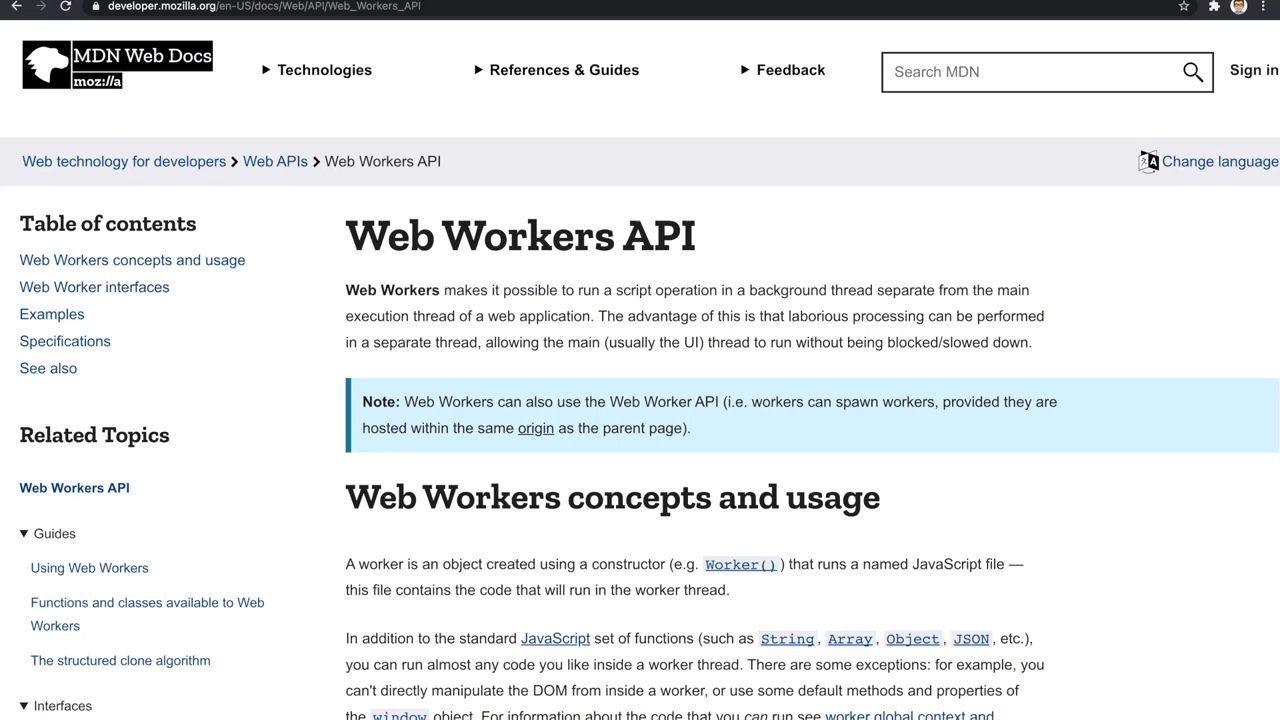 developer.mozilla.org/en-US/docs/Web/API/Web_Workers_API
MDN Web Docs
moz://a
Technologies
References & Guides
Feedback
Search MDN
Sign in
Web technology for developers
Web APIs
Web Workers API
Change language
Table of contents
Web Workers concepts and usage
Web Worker interfaces
Examples
Specifications
See also
Related Topics
Web Workers API
Guides
Using Web Workers
Functions and classes available to Web
Workers
The structured clone algorithm
Interfaces
Web Workers API
Web Workers makes it possible to run a script operation in a background thread separate from the main
execution thread of a web application. The advantage of this is that laborious processing can be performed
in a separate thread, allowing the main (usually the UI) thread to run without being blocked/slowed down.
Note: Web Workers can also use the Web Worker API (i.e. workers can spawn workers, provided they are
hosted within the same origin as the parent page).
Web Workers concepts and usage
A worker is an object created using a constructor (e.g. Worker()) that runs a named JavaScript file —
this file contains the code that will run in the worker thread.
In addition to the standard JavaScript set of functions (such as String, Array, Object, JSON, etc.),
you can run almost any code you like inside a worker thread. There are some exceptions: for example, you
can't directly manipulate the DOM from inside a worker, or use some default methods and properties of
the window object. For information about the code that you can run see worker global context and